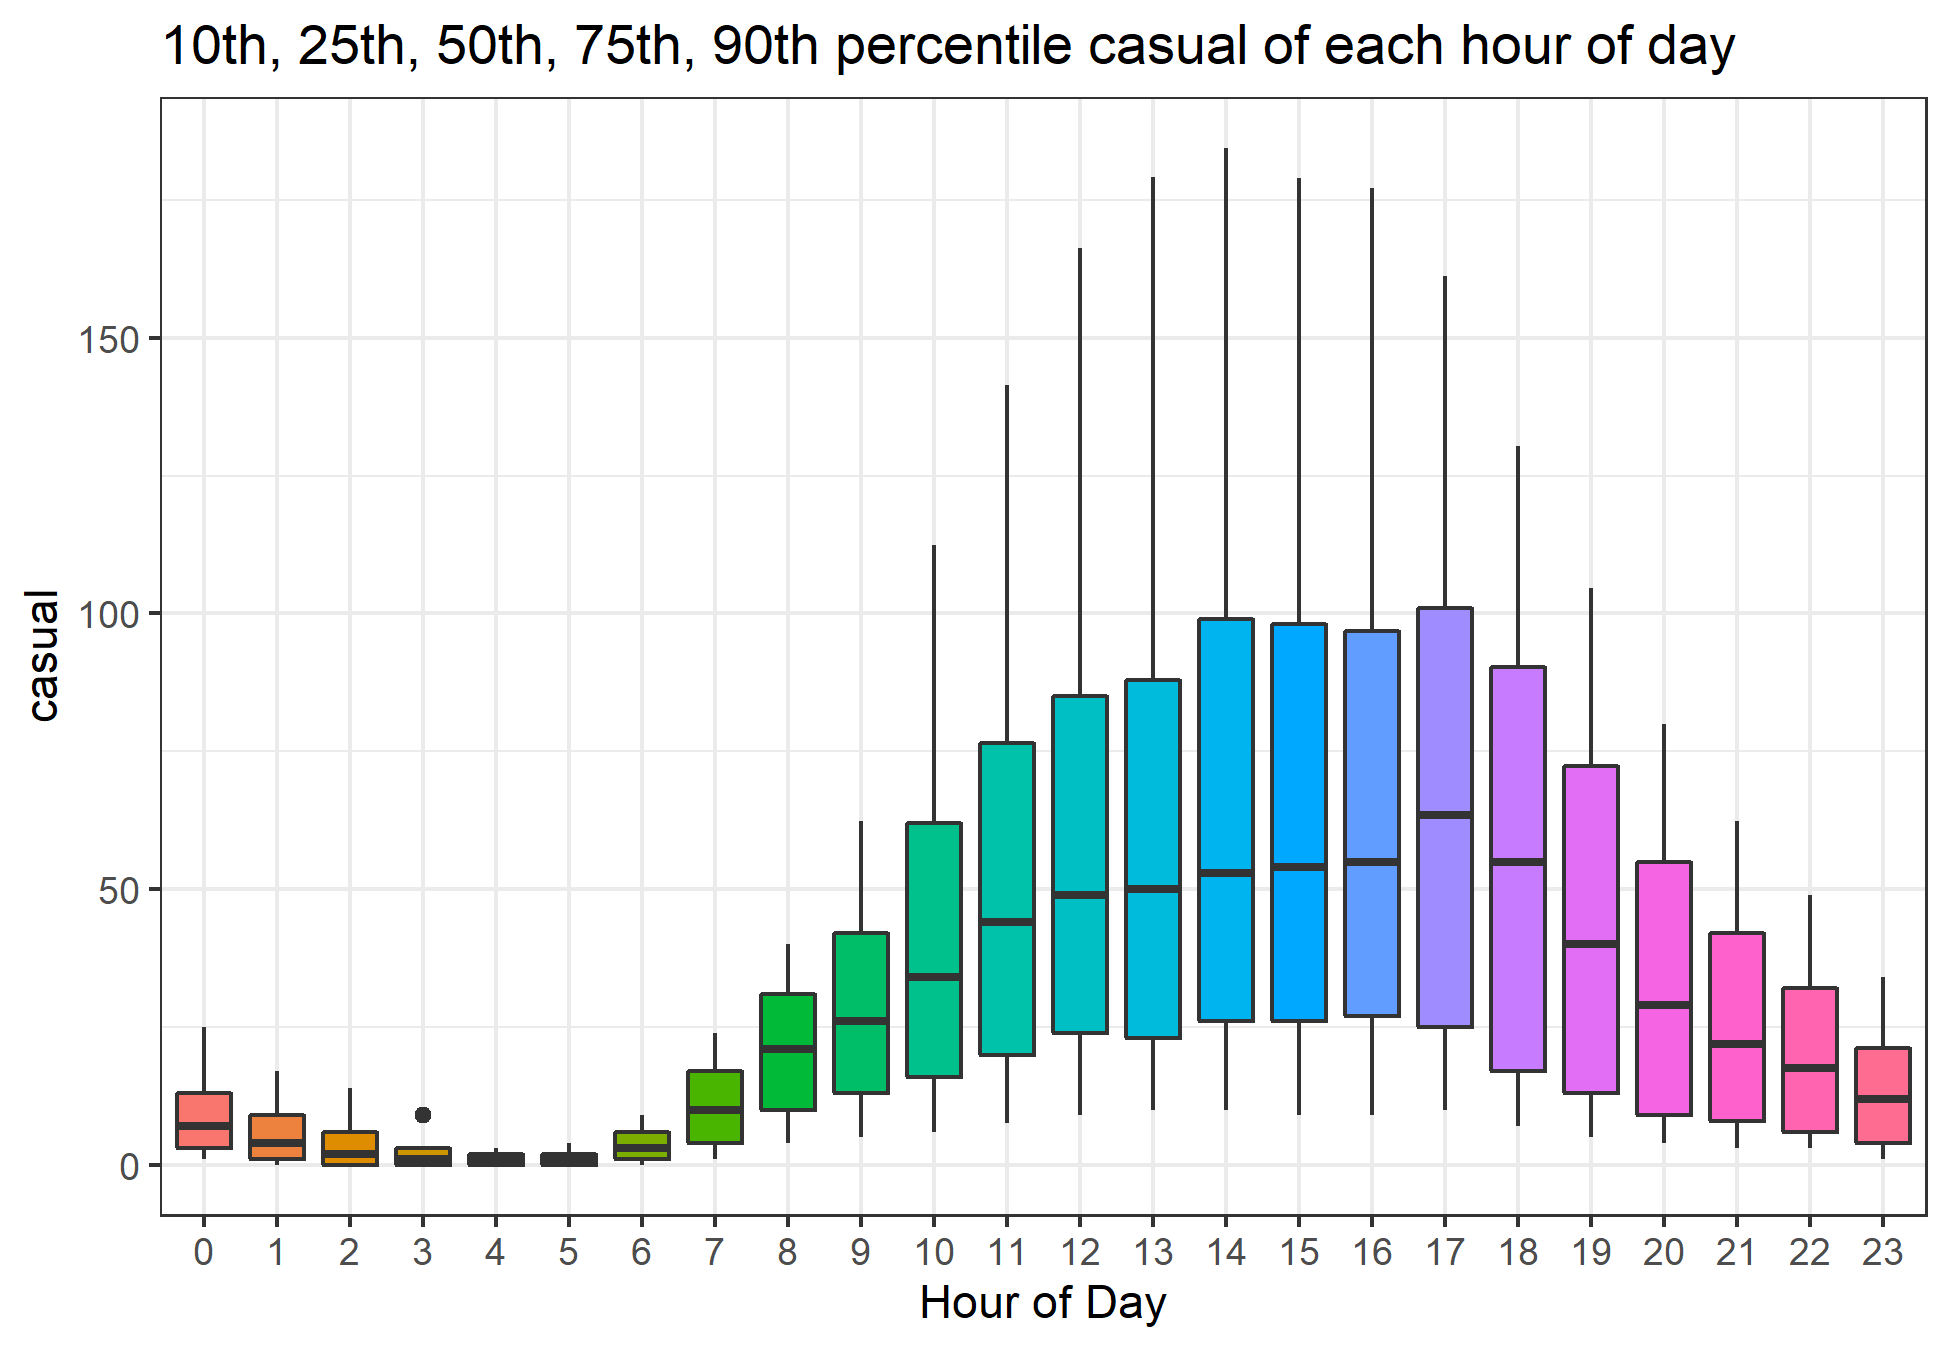 10th, 25th, 50th, 75th, 90th percentile casual of each hour of day
casual
150
100
50
0
0 1 2 3 4 5 6 7 8 9 10 11 12 13 14 15 16 17 18 19 20 21 22 23
Hour of Day